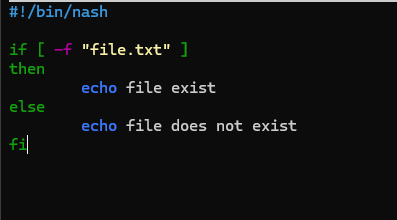 #!/bin/nash
if [ -f "file.txt" ]
then
echo file exist
else
echo file does not exist
fi